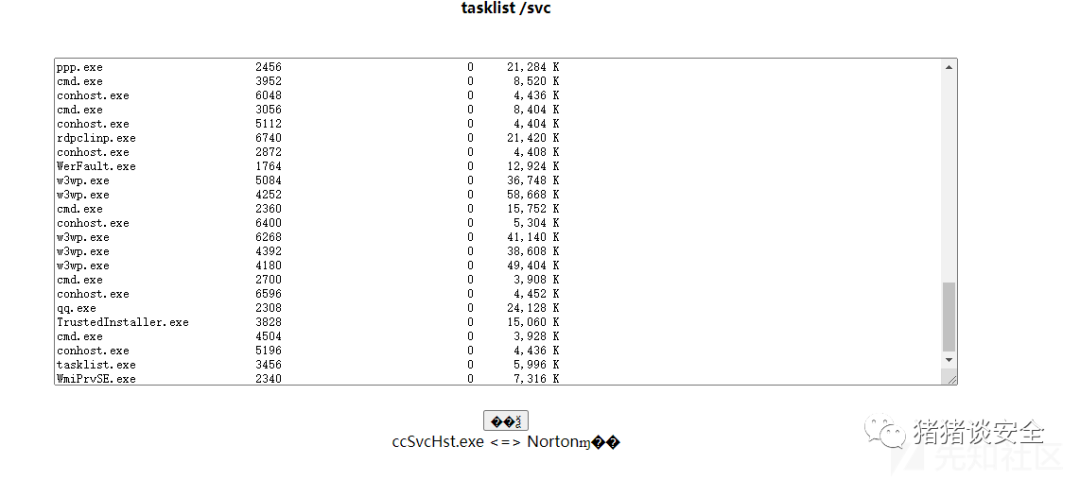 tasklist /svc
ppp.exe 2456 0 21,284 K
cmd.exe 3952 0 8,520 K
conhost.exe 6048 0 4,436 K
cmd.exe 3056 0 8,404 K
conhost.exe 5112 0 4,404 K
rdpclinp.exe 6740 0 21,420 K
conhost.exe 2872 0 4,408 K
WerFault.exe 1764 0 12,924 K
w3wp.exe 5084 0 36,748 K
w3wp.exe 4252 0 58,668 K
cmd.exe 2360 0 15,752 K
conhost.exe 6400 0 5,304 K
w3wp.exe 6268 0 41,140 K
w3wp.exe 4392 0 38,608 K
w3wp.exe 4180 0 49,404 K
cmd.exe 2700 0 3,908 K
conhost.exe 6596 0 4,452 K
qq.exe 2308 0 24,128 K
TrustedInstaller.exe 3828 0 15,060 K
cmd.exe 4504 0 3,928 K
conhost.exe 5196 0 4,436 K
tasklist.exe 3456 0 5,996 K
WmiPrvSE.exe 2340 0 7,316 K
ccSvcHst.exe <=> Norton
猪猪谈安全
先知社区